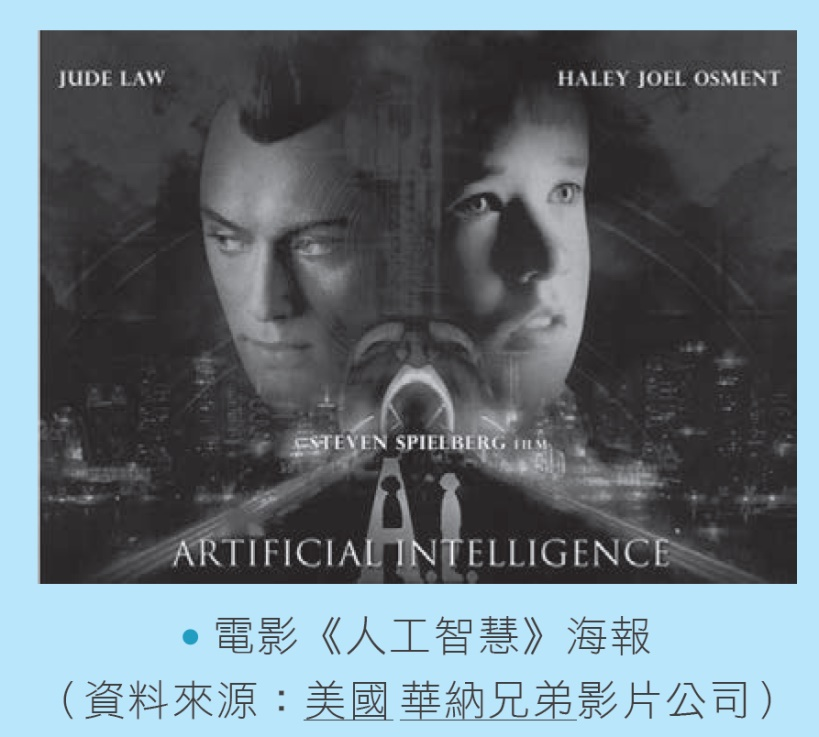 JUDE LAW HALEY JOEL OSMENT
A STEVEN SPIELBERG FILM
A.I.
ARTIFICIAL INTELLIGENCE
•電影《人工智慧》海報
（資料來源：美國華納兄弟影片公司）